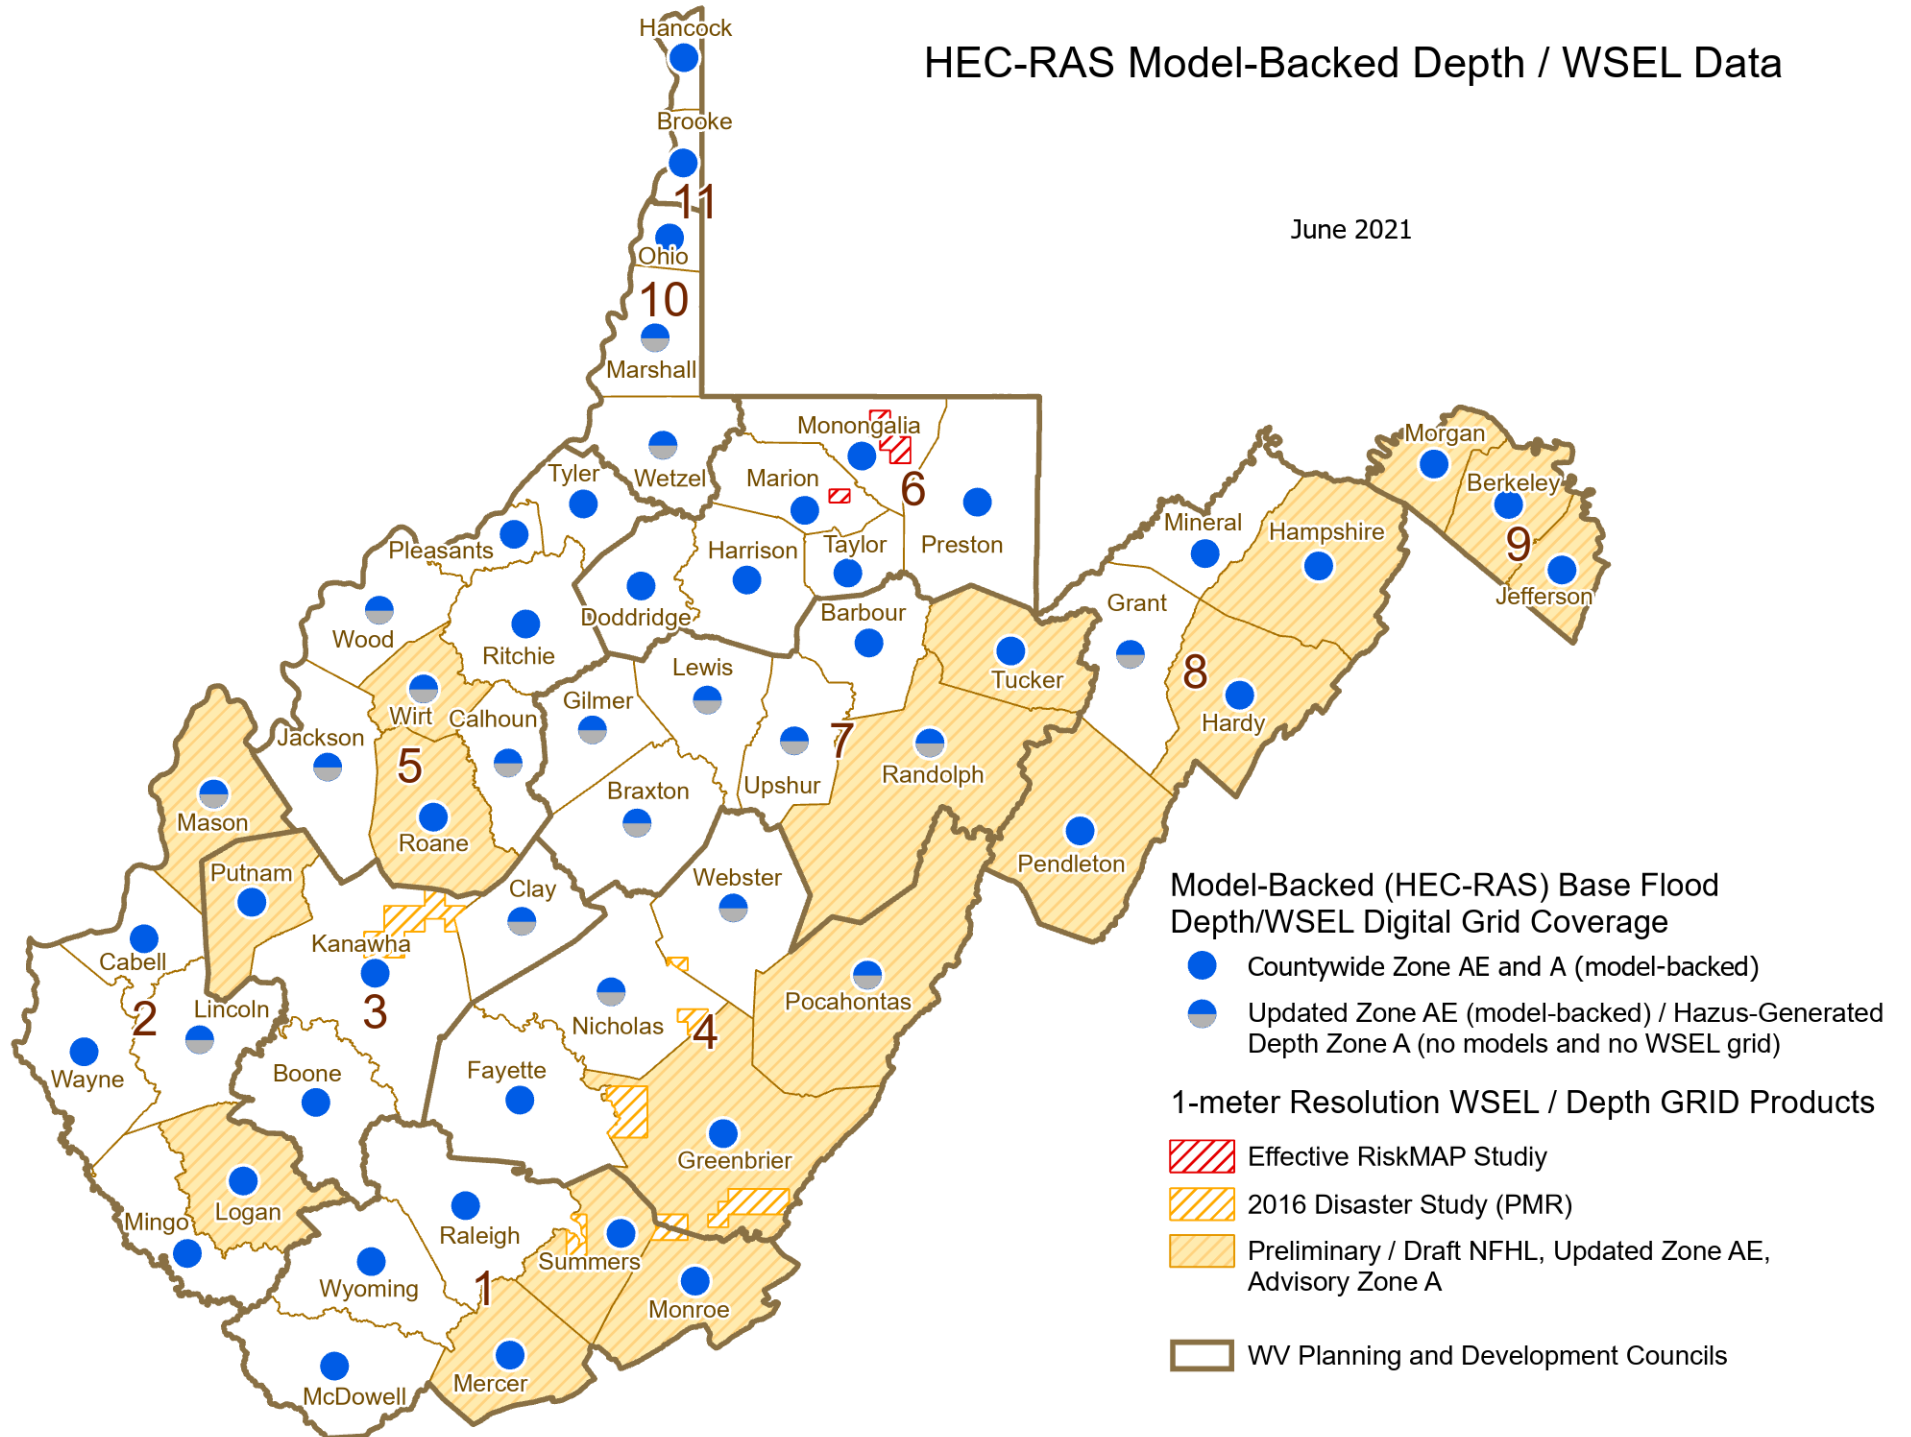 HEC-RAS Model-Backed Depth / WSEL Data
June 2021
Hancock
Brooke
11
Ohio
10
Marshall
Wetzel
Tyler
Pleasants
Wood
Ritchie
Doddridge
Harrison
Marion
Monongalia
6
Taylor
Preston
Barbour
Tucker
Mineral
Hampshire
Grant
8
Hardy
Pendleton
Morgan
Berkeley
9
Jefferson
Wirt
Calhoun
Jackson
5
Roane
Gilmer
Lewis
Upshur
7
Randolph
Braxton
Mason
Putnam
Clay
Webster
Kanawha
Cabell
Lincoln
2
3
Wayne
Boone
Nicholas
4
Pocahontas
Fayette
Greenbrier
Logan
Mingo
Raleigh
Summers
Wyoming
1
Monroe
McDowell
Mercer
Model-Backed (HEC-RAS) Base Flood
Depth/WSEL Digital Grid Coverage
Countywide Zone AE and A (model-backed)
Updated Zone AE (model-backed) / Hazus-Generated
Depth Zone A (no models and no WSEL grid)
1-meter Resolution WSEL / Depth GRID Products
Effective RiskMAP Studiy
2016 Disaster Study (PMR)
Preliminary / Draft NFHL, Updated Zone AE,
Advisory Zone A
WV Planning and Development Councils